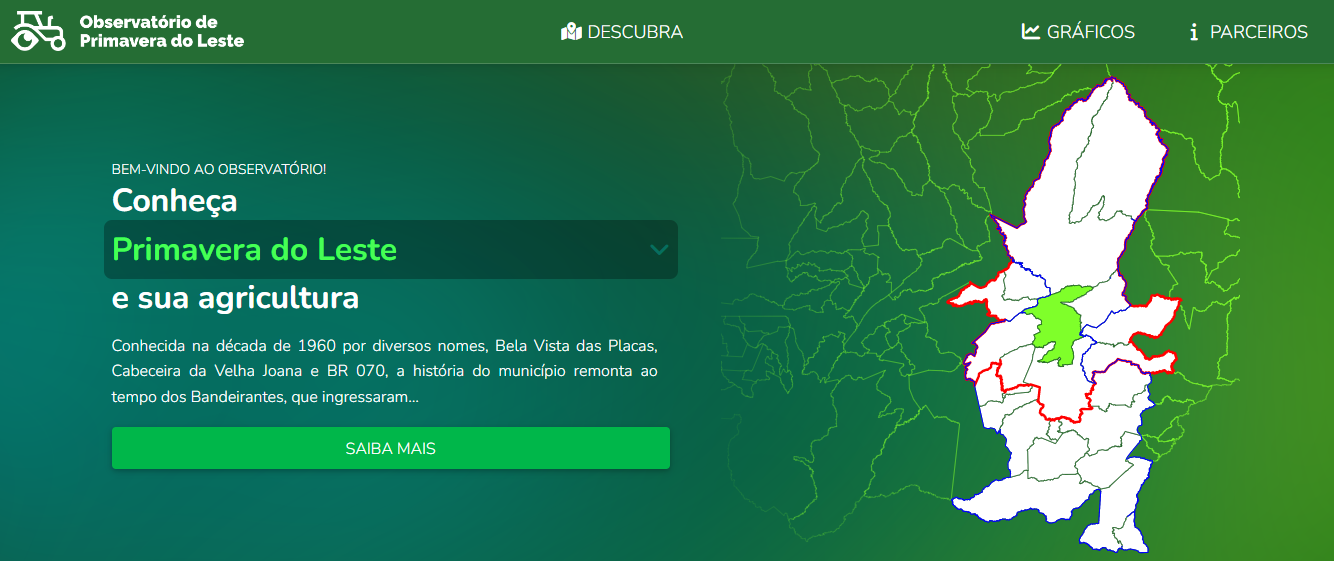 Observatório de
Primavera do Leste
DESCUBRA
GRÁFICOS
PARCEIROS
BEM-VINDO AO OBSERVATÓRIO!
Conheça
Primavera do Leste
e sua agricultura
Conhecida na década de 1960 por diversos nomes, Bela Vista das Placas,
Cabeceira da Velha Joana e BR 070, a história do município remonta ao
tempo dos Bandeirantes, que ingressaram...
SAIBA MAIS